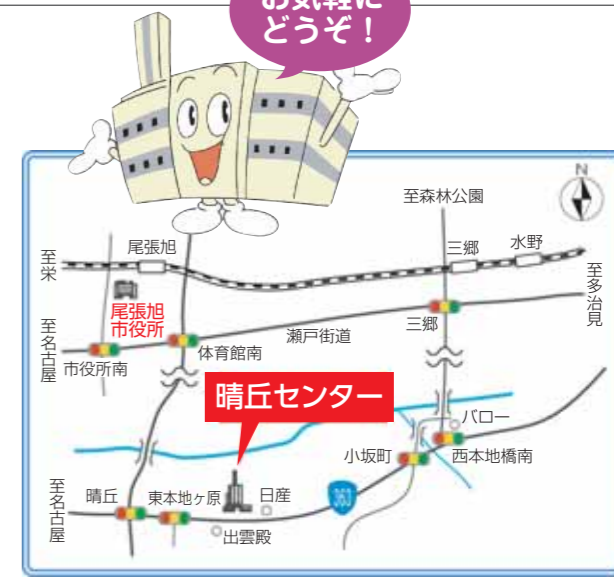 お気軽に
どうぞ！
N
至森林公園
至栄
尾張旭
三郷
水野
至多治見
尾張旭
市役所
至名古屋
市役所南
体育館南
瀬戸街道
三郷
晴丘センター
バロー
小坂町
西本地橋南
363
至名古屋
晴丘
東本地ヶ原
日産
出雲殿